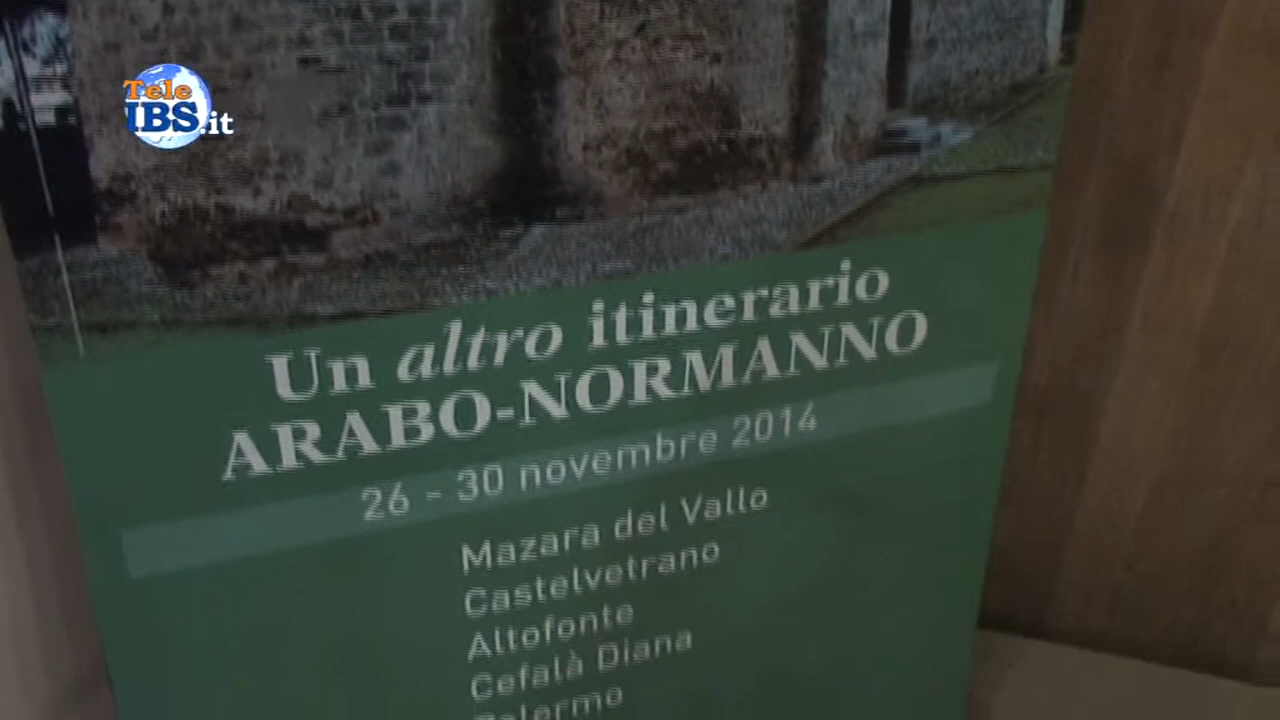 Tele
IBS.it
Un altro itinerario
ARABO-NORMANNO
26 - 30 novembre 2014
Mazara del Vallo
Castelvetrano
Altofonte
Cefalà Diana
Palermo